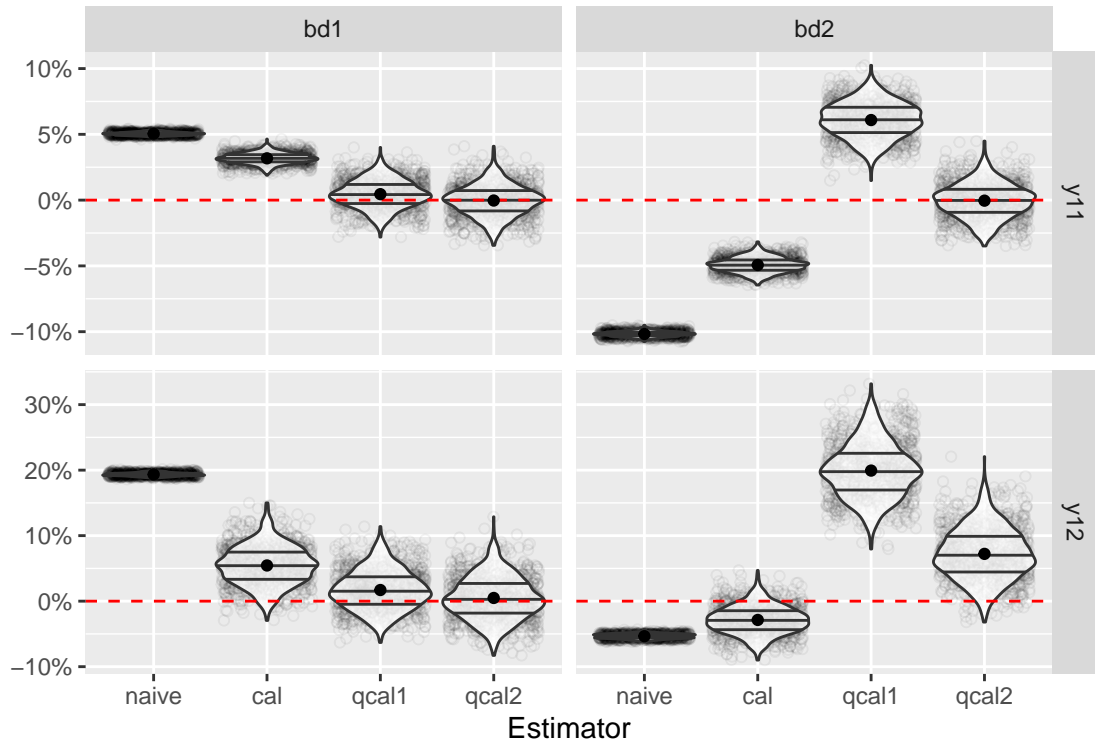 bd1
bd2
10%
5%
0%
−5%
−10%
y11
30%
20%
10%
0%
−10%
y12
naive
cal
qcal1
qcal2
naive
cal
qcal1
qcal2
Estimator